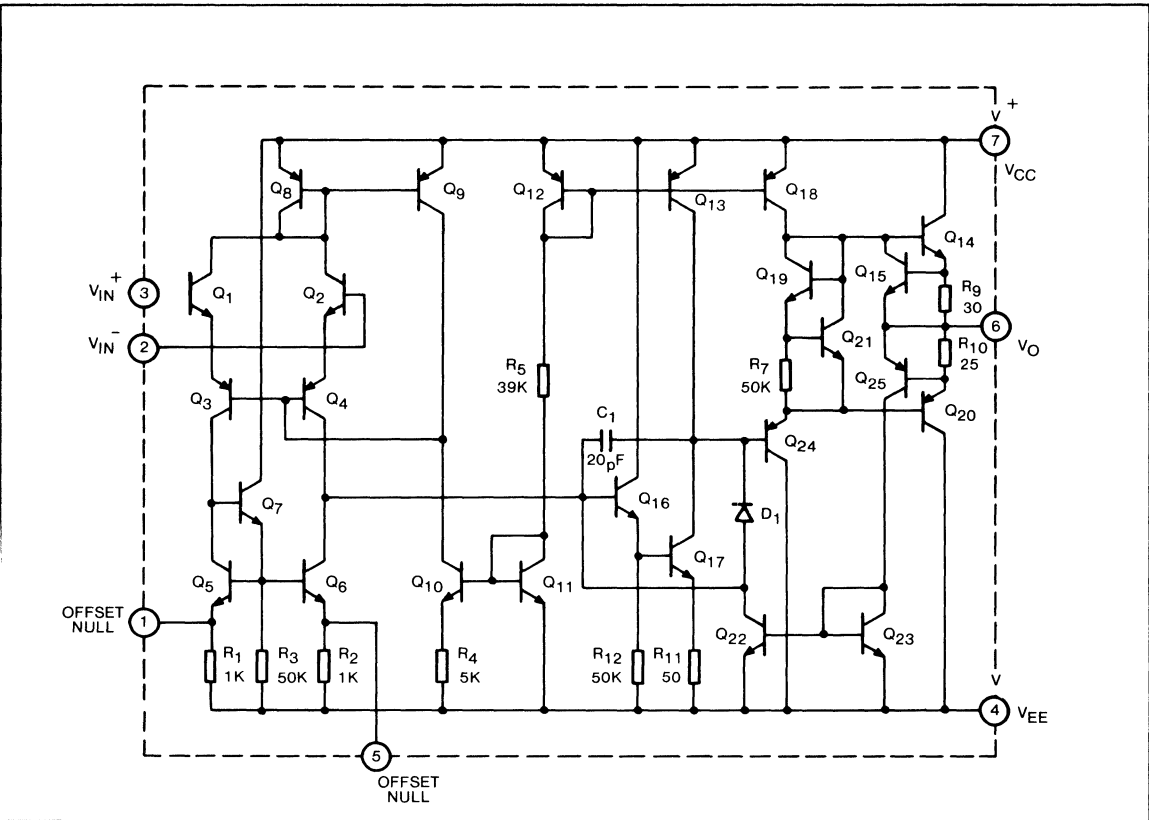 V+
7
VCC
Q8
Q9
Q12
Q13
Q18
Q14
VIN+
3
Q1
Q2
Q19
Q15
R9
30
VIN-
2
6
VO
Q21
R5
39K
R7
50K
R10
25
Q25
Q3
Q4
Q20
C1
20pF
Q24
Q7
Q16
D1
Q17
Q5
Q6
Q10
Q11
OFFSET
NULL
1
Q22
Q23
R1
1K
R3
50K
R2
1K
R4
5K
R12
50K
R11
50
V
4
VEE
5
OFFSET
NULL